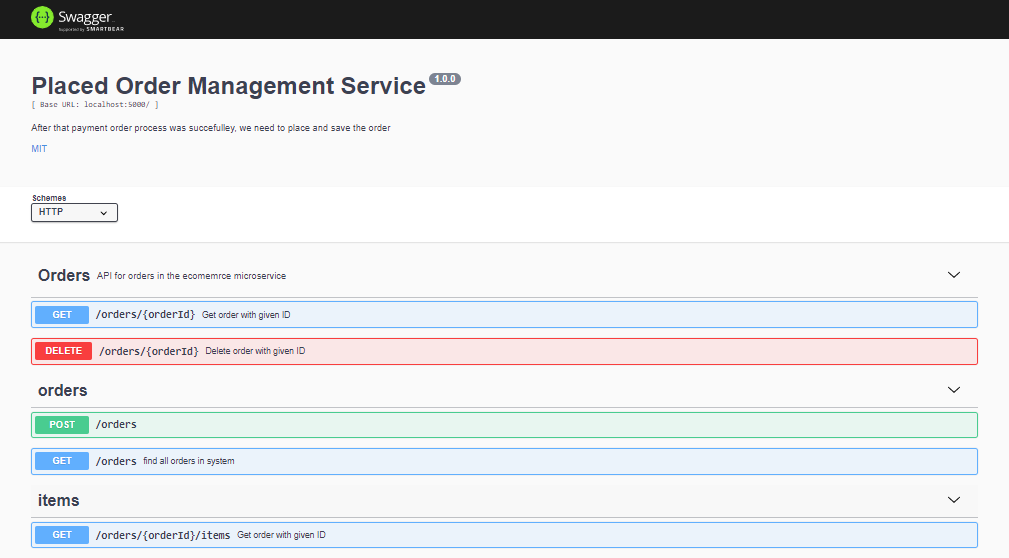 Swagger
Supported by SMARTBEAR
Placed Order Management Service 1.0.0
[ Base URL: localhost:5000/ ]
After that payment order process was succefulley, we need to place and save the order
MIT
Schemes
HTTP
Orders API for orders in the ecomemrce microservice
GET /orders/{orderId} Get order with given ID
DELETE /orders/{orderId} Delete order with given ID
orders
POST /orders
GET /orders find all orders in system
items
GET /orders/{orderId}/items Get order with given ID